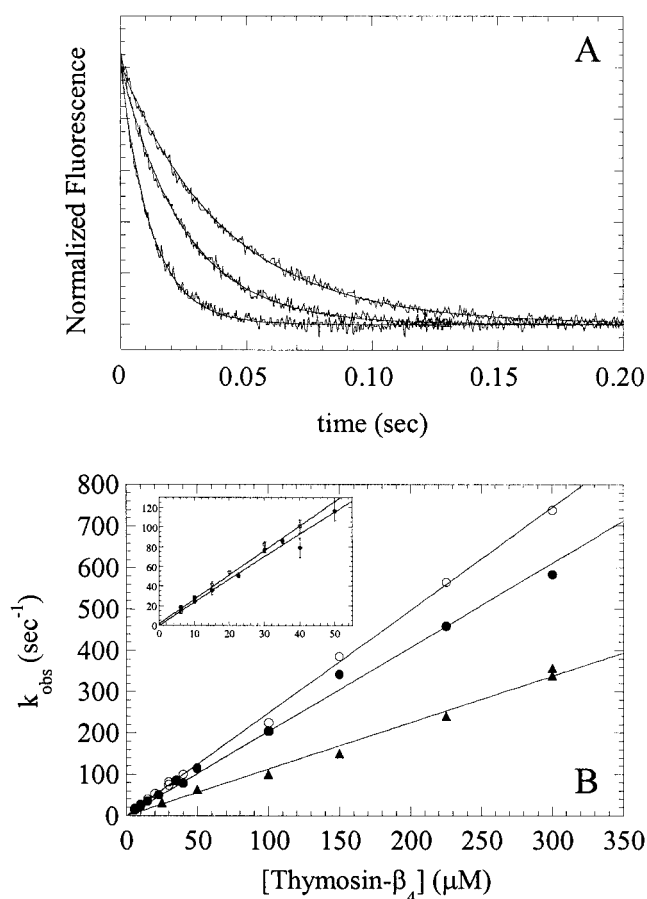 A
Normalized Fluorescence
0 0.05 0.10 0.15 0.20
time (sec)
800
700
600
500
400
300
200
100
0
120
100
80
60
40
20
0
0 10 20 30 40 50
k_obs (sec⁻¹)
B
0 50 100 150 200 250 300 350
[Thymosin-β₄] (μM)